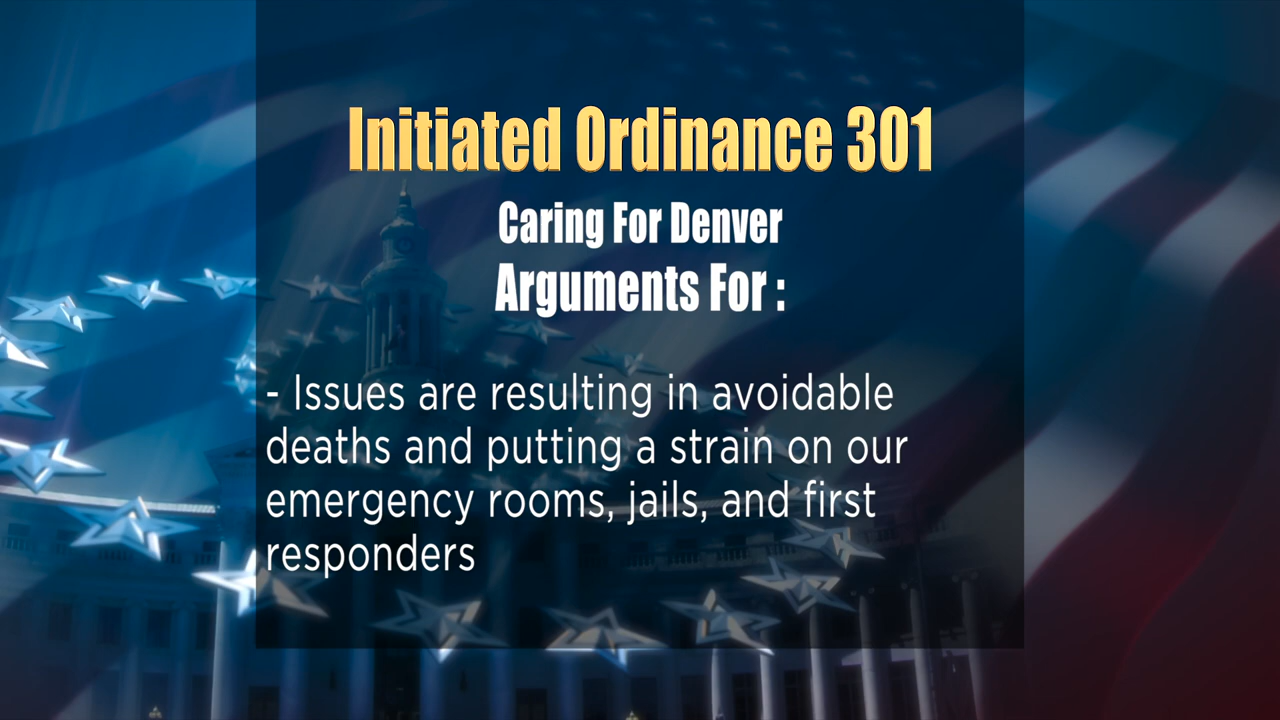 Initiated Ordinance 301
Caring For Denver
Arguments For :
- Issues are resulting in avoidable
deaths and putting a strain on our
emergency rooms, jails, and first
responders